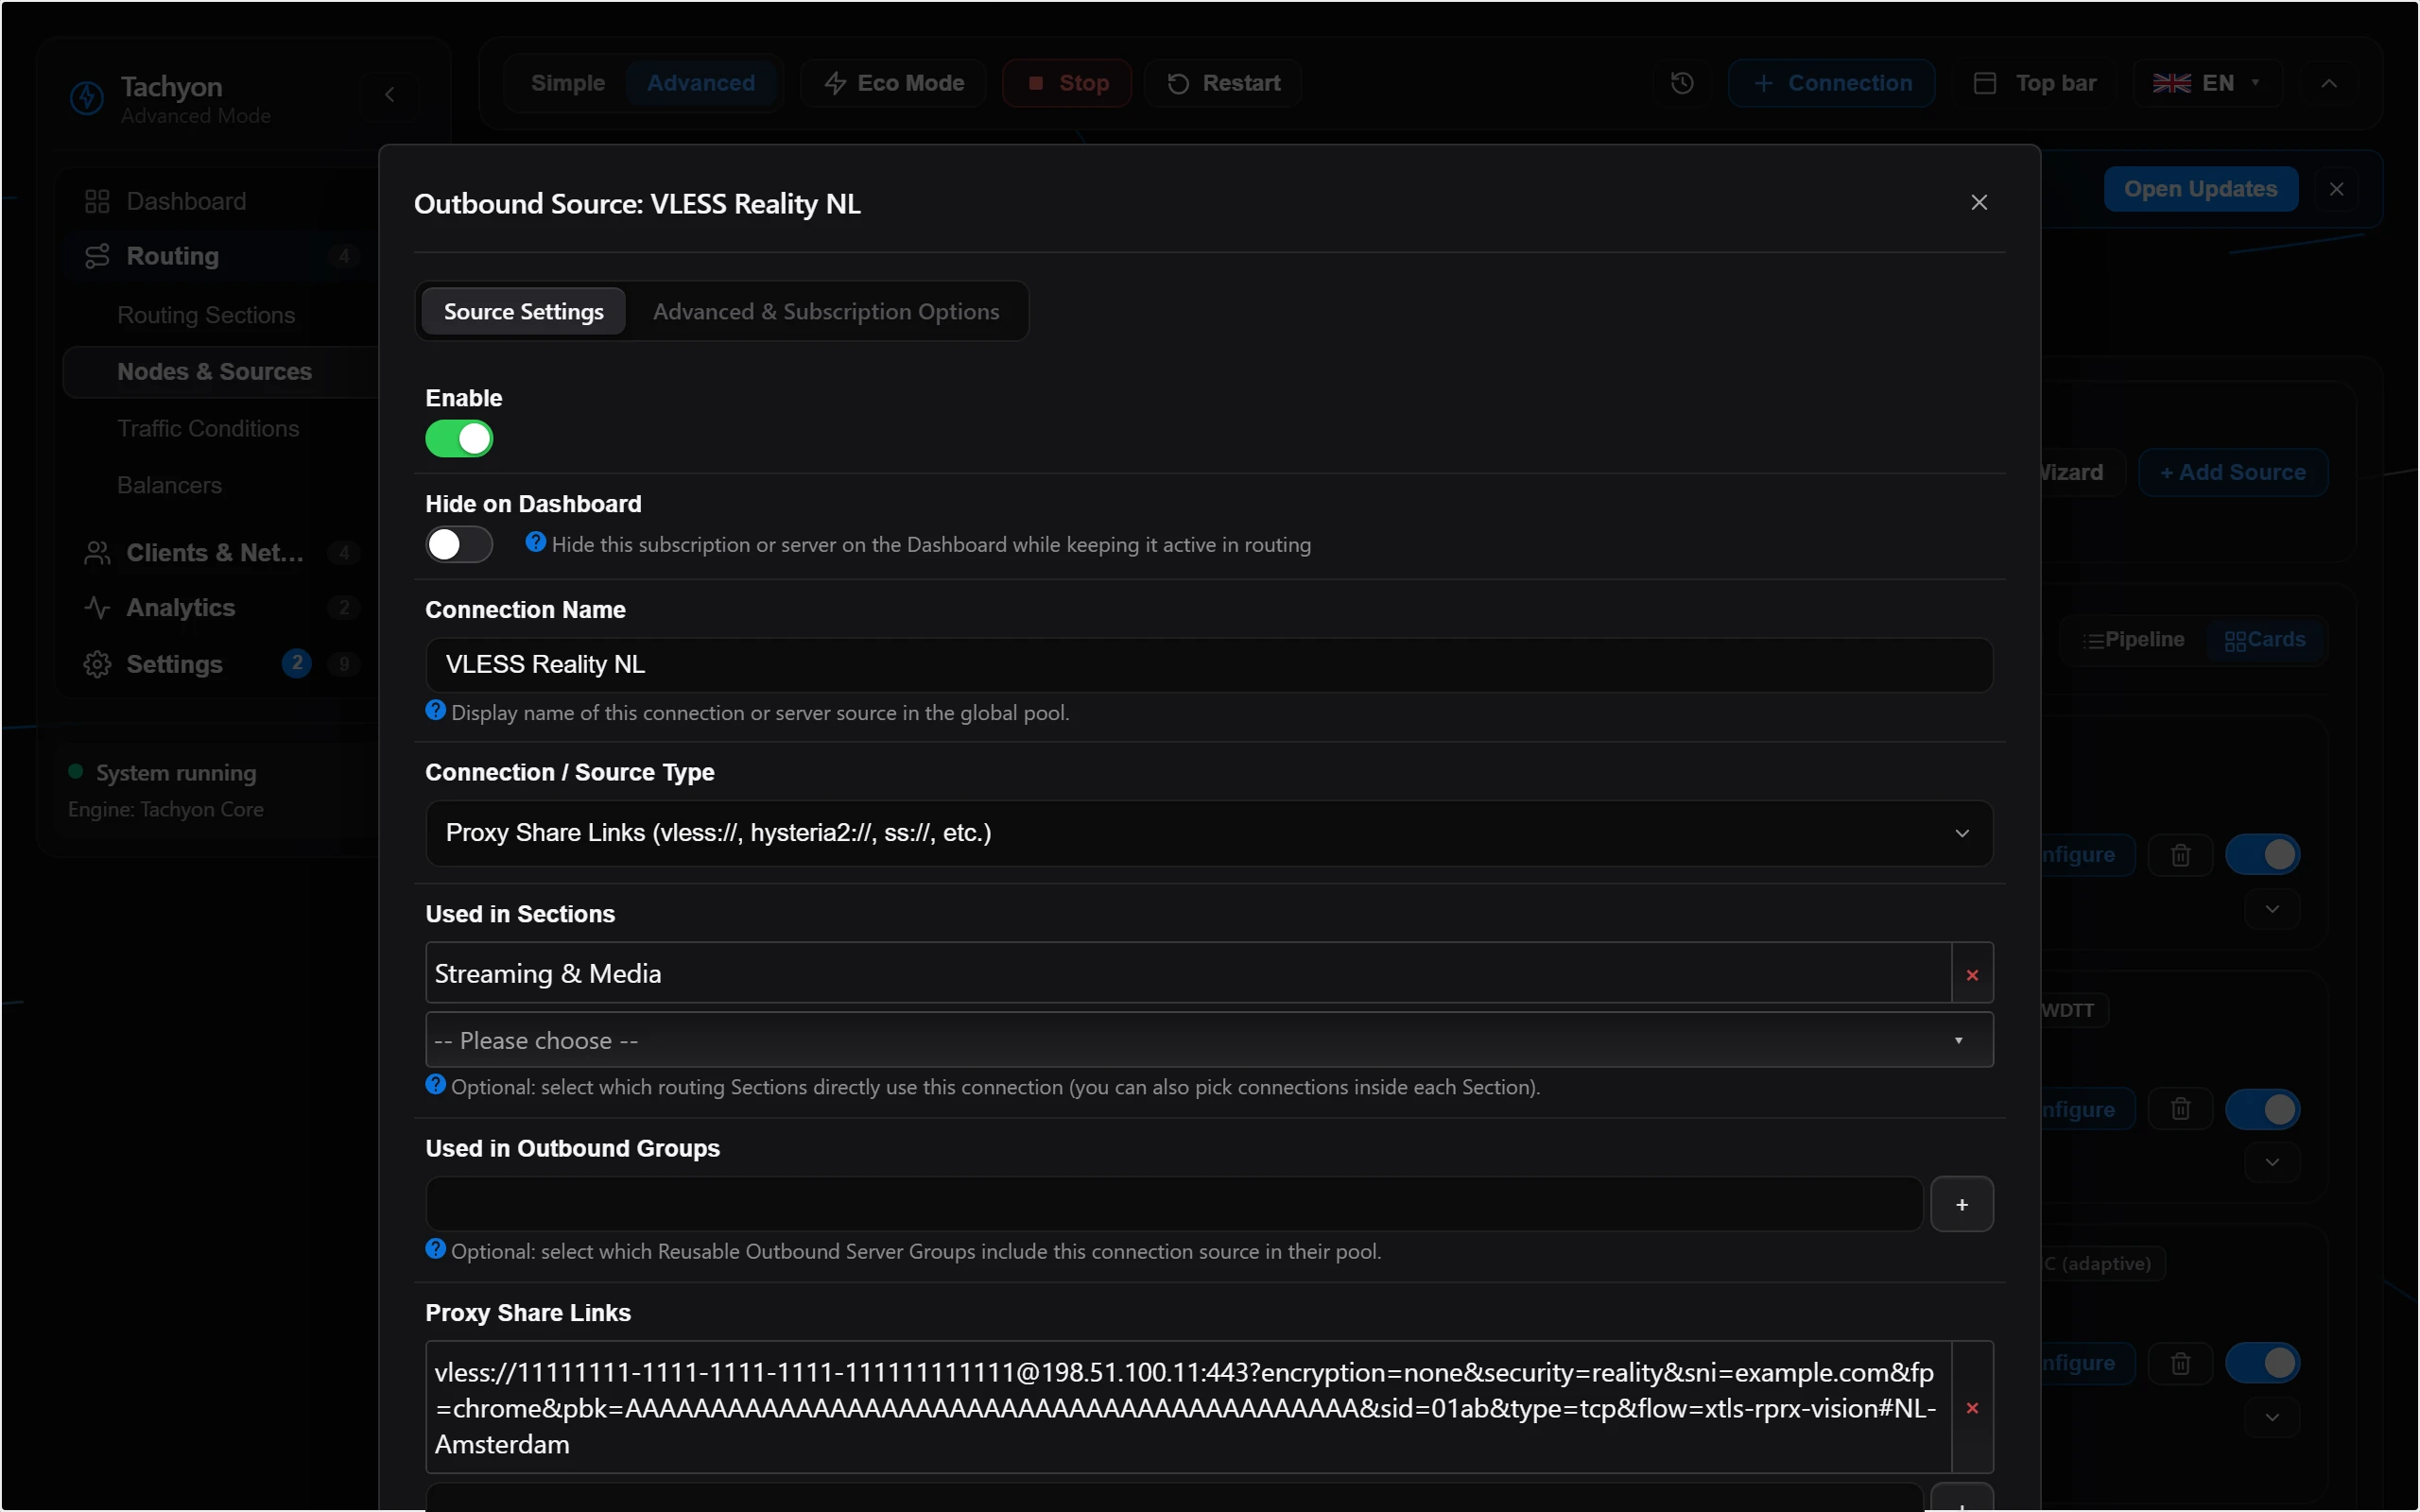 Tachyon
Advanced Mode
Simple
Advanced
Eco Mode
Stop
Restart
Connection
Top bar
EN
Open Updates
Dashboard
Routing
4
Routing Sections
Nodes & Sources
Traffic Conditions
Balancers
Clients & Net...
4
Analytics
2
Settings
2
9
System running
Engine: Tachyon Core
Outbound Source: VLESS Reality NL
Source Settings
Advanced & Subscription Options
Enable
Hide on Dashboard
Hide this subscription or server on the Dashboard while keeping it active in routing
Connection Name
VLESS Reality NL
Display name of this connection or server source in the global pool.
Connection / Source Type
Proxy Share Links (vless://, hysteria2://, ss://, etc.)
Used in Sections
Streaming & Media
-- Please choose --
Optional: select which routing Sections directly use this connection (you can also pick connections inside each Section).
Used in Outbound Groups
+
Optional: select which Reusable Outbound Server Groups include this connection source in their pool.
Proxy Share Links
vless://11111111-1111-1111-1111-111111111111@198.51.100.11:443?encryption=none&security=reality&sni=example.com&fp
=chrome&pbk=AAAAAAAAAAAAAAAAAAAAAAAAAAAAAAAAAAAAAAAAAAA&sid=01ab&type=tcp&flow=xtls-rprx-vision#NL-
Amsterdam
+ Add Source
Pipeline
Cards
WDTT
(adaptive)